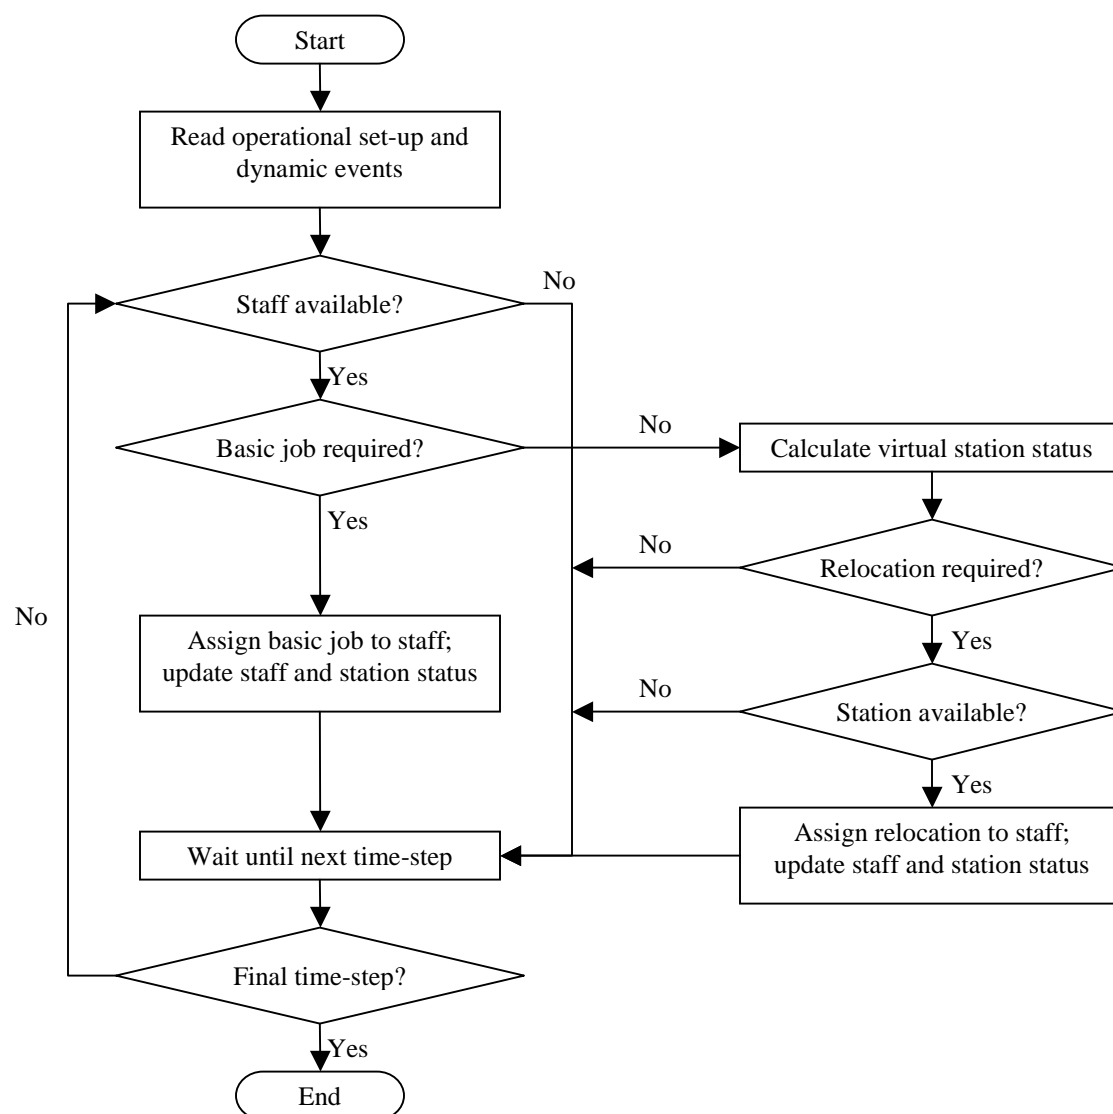 Start
Read operational set-up and
dynamic events
Staff available?
No
Yes
Basic job required?
No
Calculate virtual station status
Yes
No
Relocation required?
No
Assign basic job to staff;
update staff and station status
Yes
No
Station available?
Yes
Wait until next time-step
Assign relocation to staff;
update staff and station status
Final time-step?
Yes
End